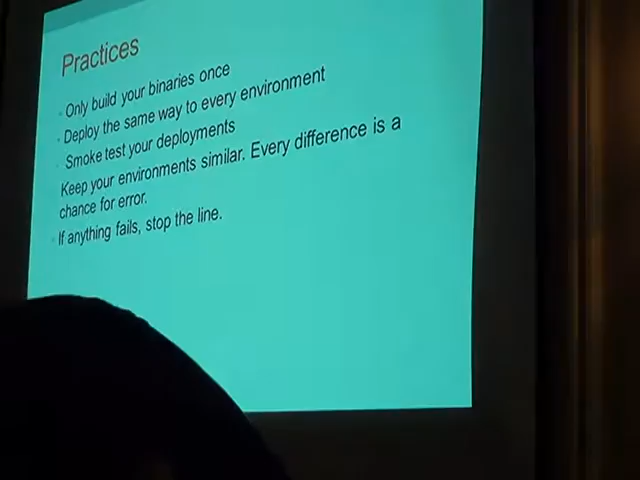 Practices
Only build your binaries once
Deploy the same way to every environment
Smoke test your deployments
Keep your environments similar. Every difference is a
chance for error.
If anything fails, stop the line.